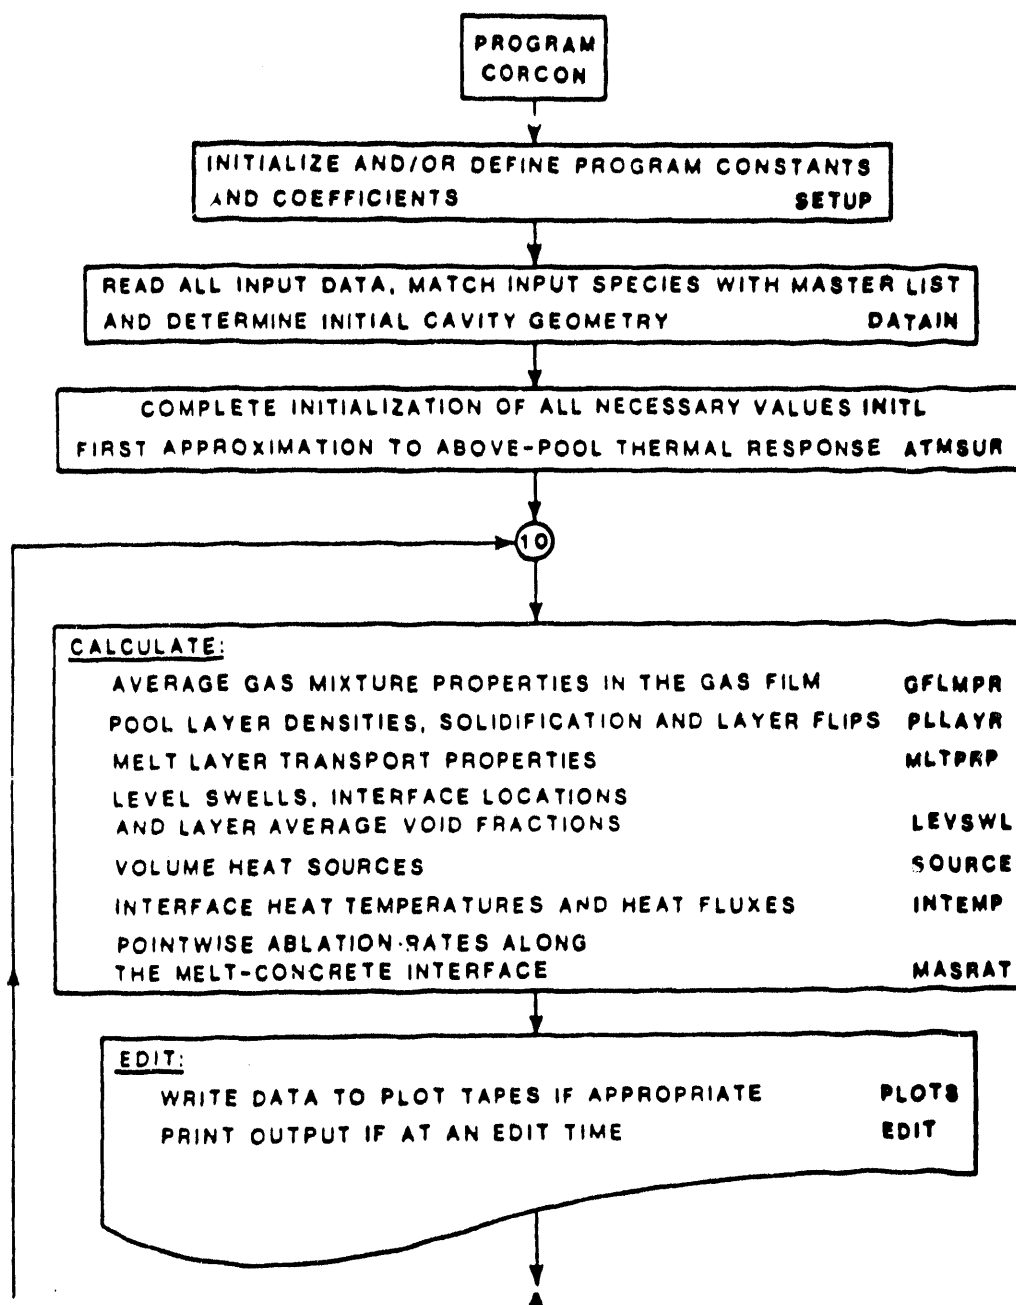 PROGRAM
CORCON
INITIALIZE AND/OR DEFINE PROGRAM CONSTANTS
AND COEFFICIENTS SETUP
READ ALL INPUT DATA, MATCH INPUT SPECIES WITH MASTER LIST
AND DETERMINE INITIAL CAVITY GEOMETRY DATAIN
COMPLETE INITIALIZATION OF ALL NECESSARY VALUES INITL
FIRST APPROXIMATION TO ABOVE-POOL THERMAL RESPONSE ATMSUR
10
CALCULATE:
AVERAGE GAS MIXTURE PROPERTIES IN THE GAS FILM GFLMPR
POOL LAYER DENSITIES, SOLIDIFICATION AND LAYER FLIPS PLLAYR
MELT LAYER TRANSPORT PROPERTIES MLTPRP
LEVEL SWELLS, INTERFACE LOCATIONS
AND LAYER AVERAGE VOID FRACTIONS LEVSWL
VOLUME HEAT SOURCES SOURCE
INTERFACE HEAT TEMPERATURES AND HEAT FLUXES INTEMP
POINTWISE ABLATION·RATES ALONG
THE MELT-CONCRETE INTERFACE MASRAT
EDIT:
WRITE DATA TO PLOT TAPES IF APPROPRIATE PLOTS
PRINT OUTPUT IF AT AN EDIT TIME EDIT